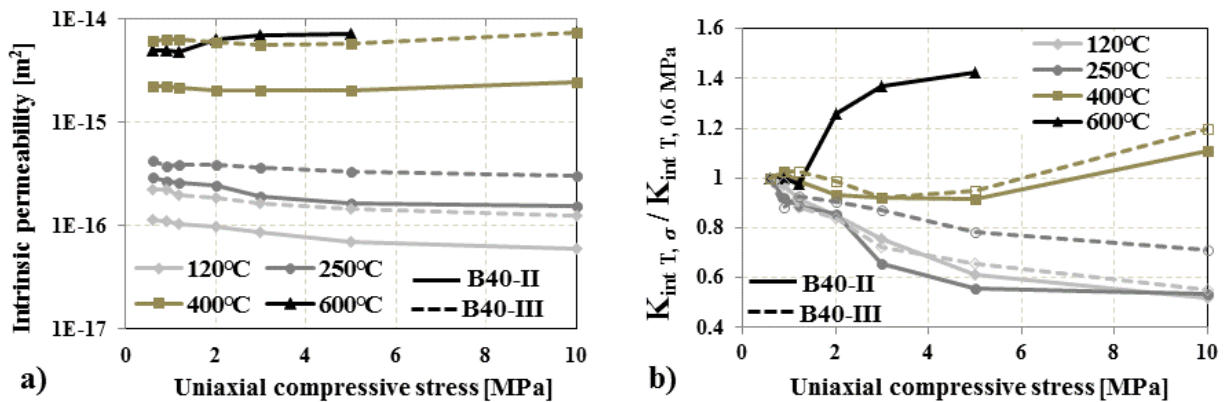 a)
Intrinsic permeability [m²]
1E-14
1E-15
1E-16
1E-17
120°C
250°C
400°C
600°C
B40-II
B40-III
0 2 4 6 8 10
Uniaxial compressive stress [MPa]
b)
K int T, σ / K int T, 0.6 MPa
1.6
1.4
1.2
1
0.8
0.6
0.4
120°C
250°C
400°C
600°C
B40-II
B40-III
0 2 4 6 8 10
Uniaxial compressive stress [MPa]